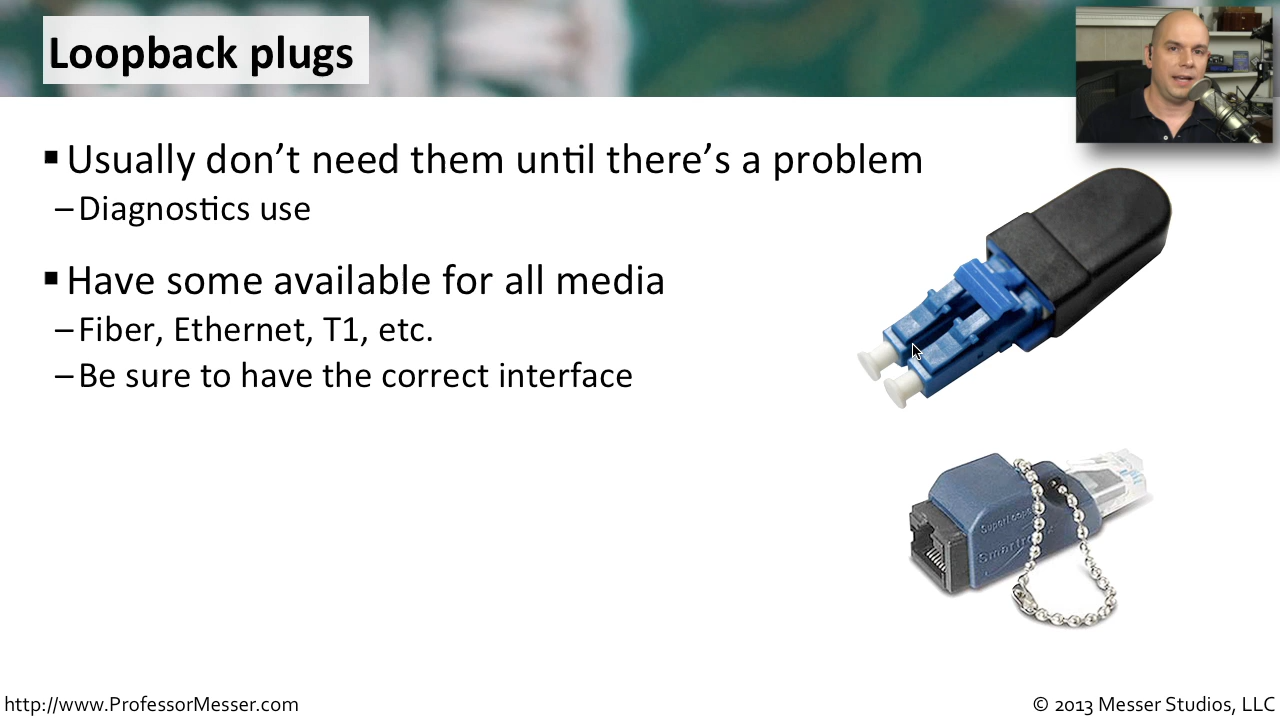 Loopback plugs
▪ Usually don’t need them until there’s a problem
– Diagnostics use
▪ Have some available for all media
– Fiber, Ethernet, T1, etc.
– Be sure to have the correct interface
http://www.ProfessorMesser.com
© 2013 Messer Studios, LLC